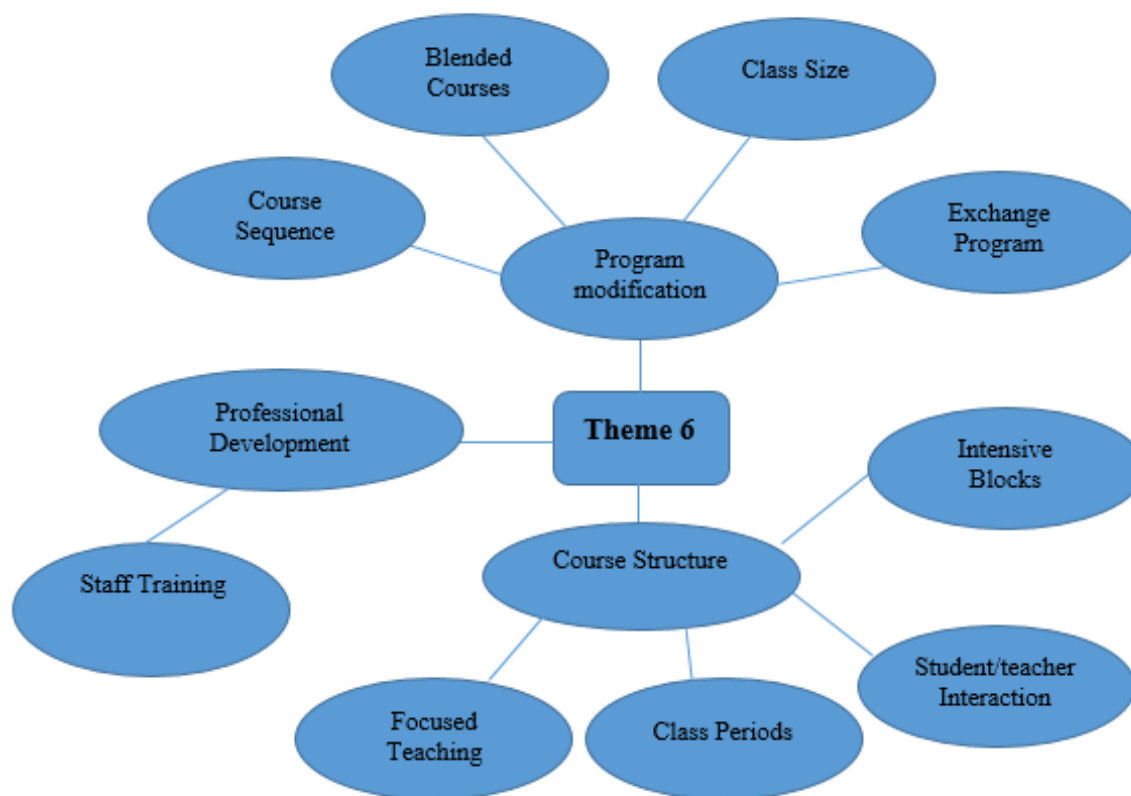 Blended
Courses
Class Size
Course
Sequence
Exchange
Program
Program
modification
Professional
Development
Theme 6
Intensive
Blocks
Course Structure
Staff Training
Student/teacher
Interaction
Focused
Teaching
Class Periods